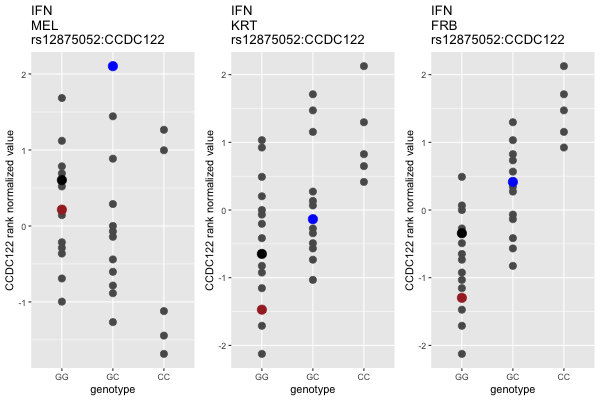 IFN
MEL
rs12875052:CCDC122
CCDC122 rank normalized value
2
1
0
-1
GG
GC
CC
genotype
IFN
KRT
rs12875052:CCDC122
CCDC122 rank normalized value
2
1
0
-1
-2
GG
GC
CC
genotype
IFN
FRB
rs12875052:CCDC122
CCDC122 rank normalized value
2
1
0
-1
-2
GG
GC
CC
genotype